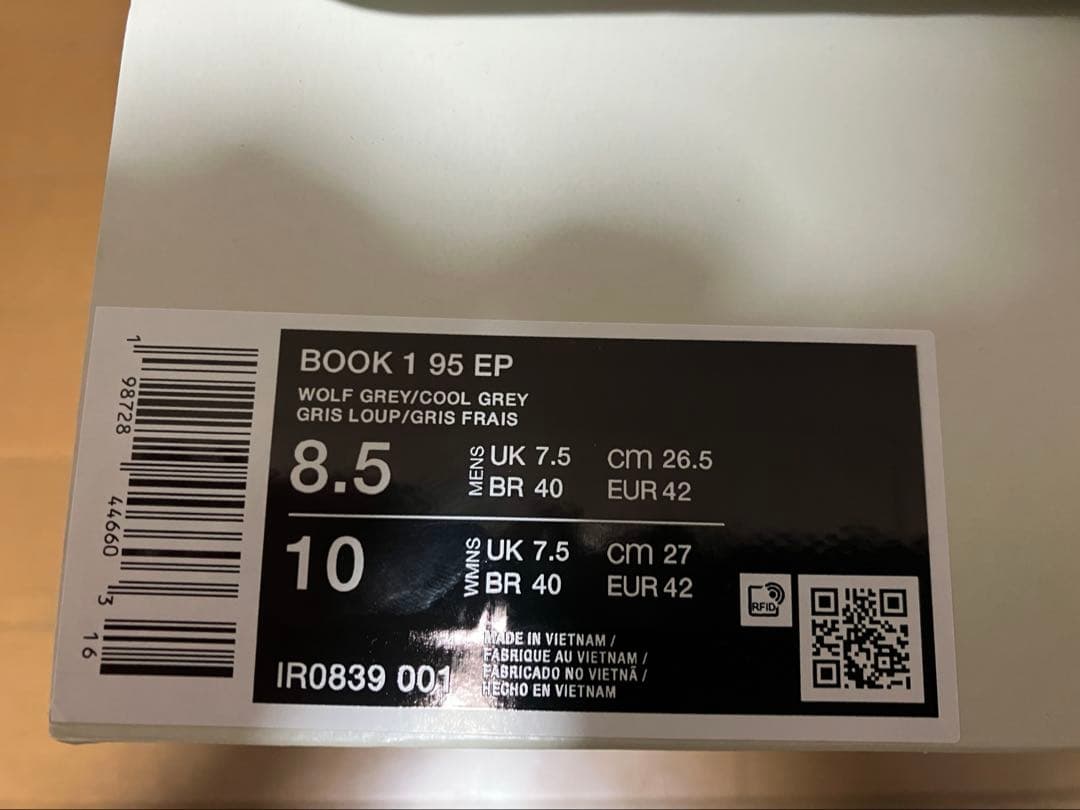 1
98728
44660
3
16
BOOK 1 95 EP
WOLF GREY/COOL GREY
GRIS LOUP/GRIS FRAIS
8.5 MENS UK 7.5 cm 26.5
BR 40 EUR 42
10 WMNS UK 7.5 cm 27
BR 40 EUR 42
RFID
IR0839 001
MADE IN VIETNAM /
FABRIQUE AU VIETNAM /
FABRICADO NO VIETNÃ /
HECHO EN VIETNAM